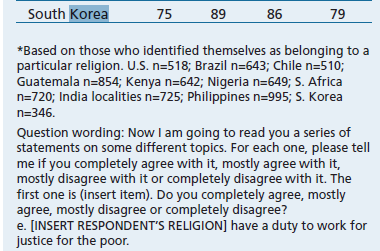 South Korea 75 89 86 79
*Based on those who identified themselves as belonging to a
particular religion. U.S. n=518; Brazil n=643; Chile n=510;
Guatemala n=854; Kenya n=642; Nigeria n=649; S. Africa
n=720; India localities n=725; Philippines n=995; S. Korea
n=346.
Question wording: Now I am going to read you a series of
statements on some different topics. For each one, please tell
me if you completely agree with it, mostly agree with it,
mostly disagree with it or completely disagree with it. The
first one is (insert item). Do you completely agree, mostly
agree, mostly disagree or completely disagree?
e. [INSERT RESPONDENT'S RELIGION] have a duty to work for
justice for the poor.